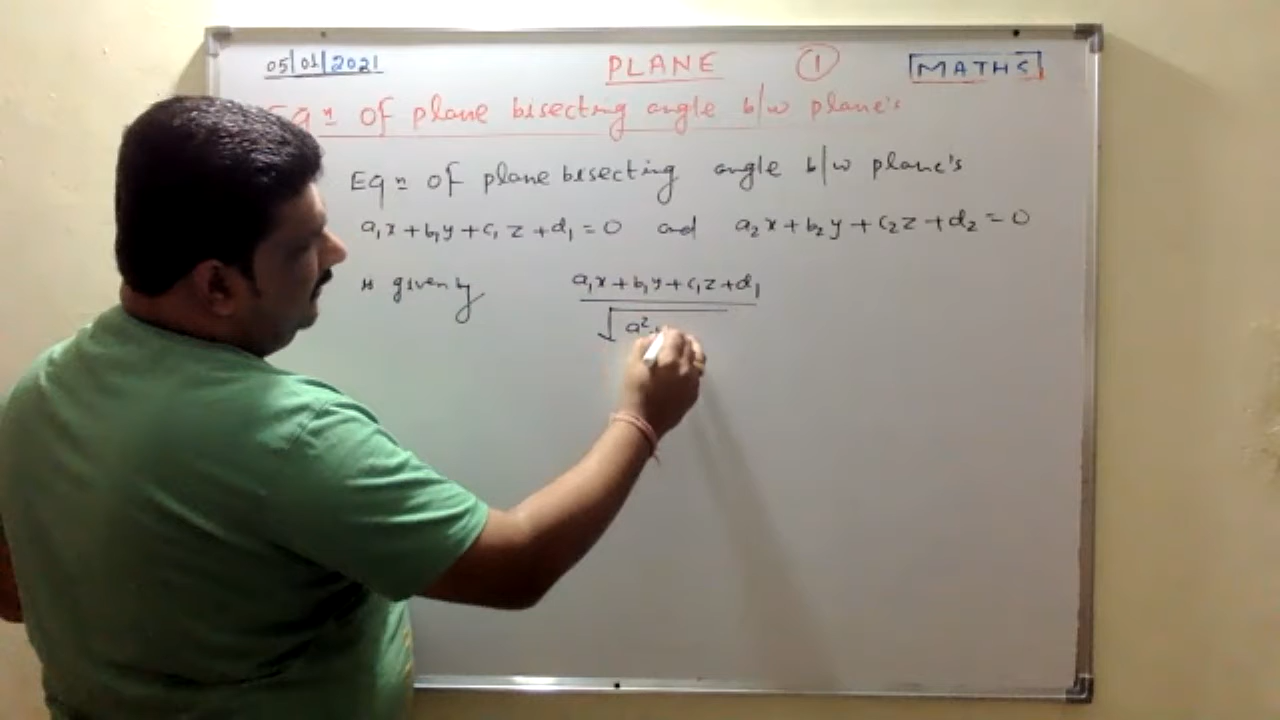 05/01/2021 PLANE 1 MATHS
Eqn of plane bisecting angle b/w plane's
Eqn of plane bisecting angle b/w plane's
a₁x+b₁y+c₁z+d₁=0 and a₂x+b₂y+c₂z+d₂=0
is given by a₁x+b₁y+c₁z+d₁
√a²